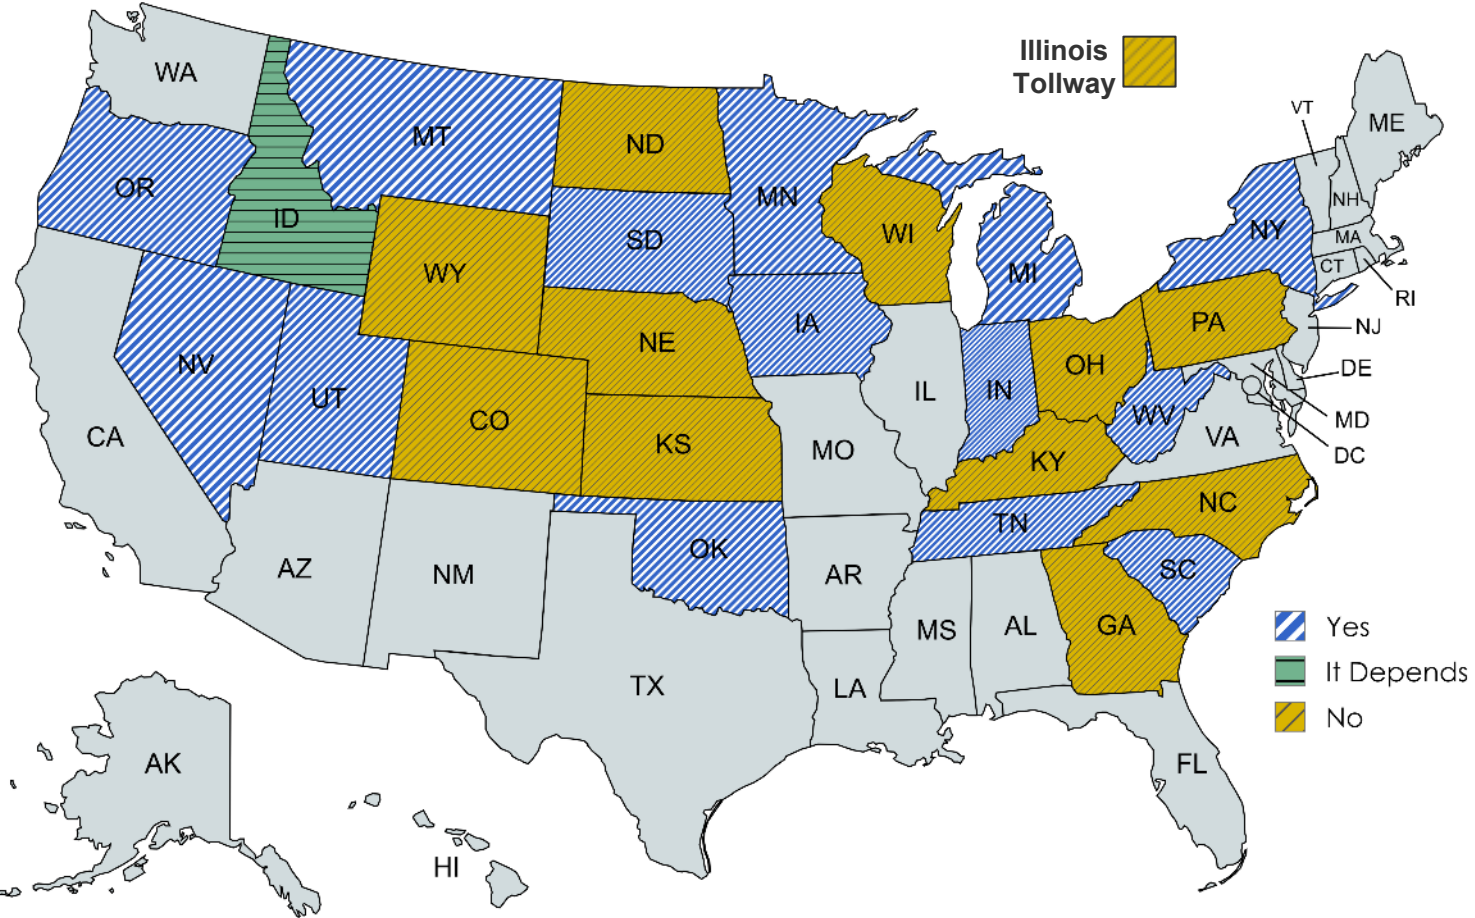 Illinois
Tollway
WA
MT
ND
MN
VT
ME
OR
ID
SD
WI
NH
NY
MA
WY
MI
CT
RI
NV
UT
NE
IA
PA
NJ
CO
KS
IL
IN
OH
DE
CA
MO
KY
WV
VA
MD
DC
AZ
NM
OK
AR
TN
NC
SC
TX
LA
MS
AL
GA
FL
AK
HI
Yes
It Depends
No